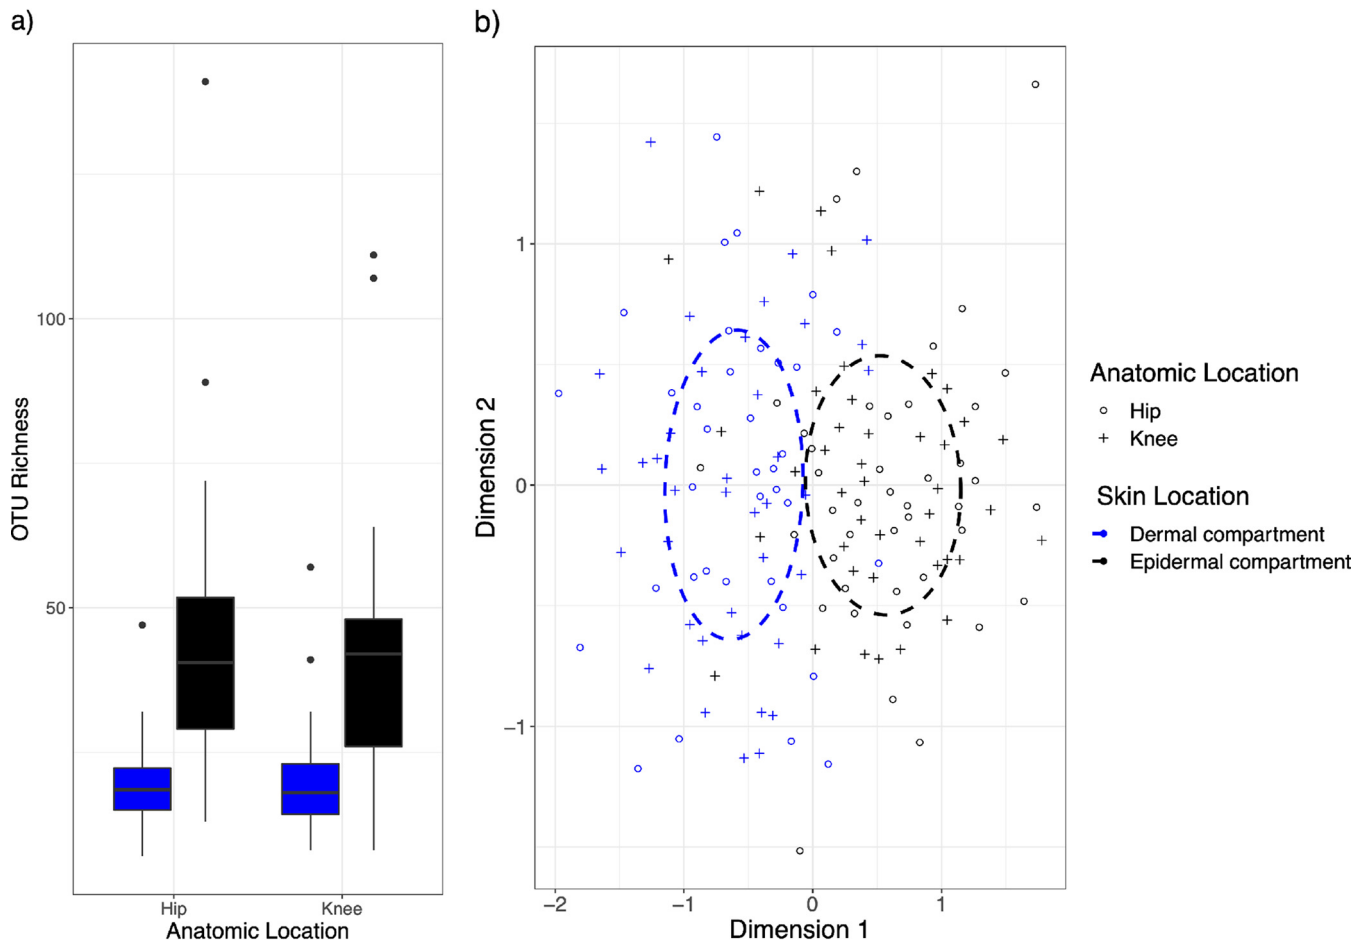 a)
OTU Richness
100
50
Hip
Knee
Anatomic Location
b)
Dimension 2
1
0
−1
−2
−1
0
1
Dimension 1
Anatomic Location
Hip
Knee
Skin Location
Dermal compartment
Epidermal compartment